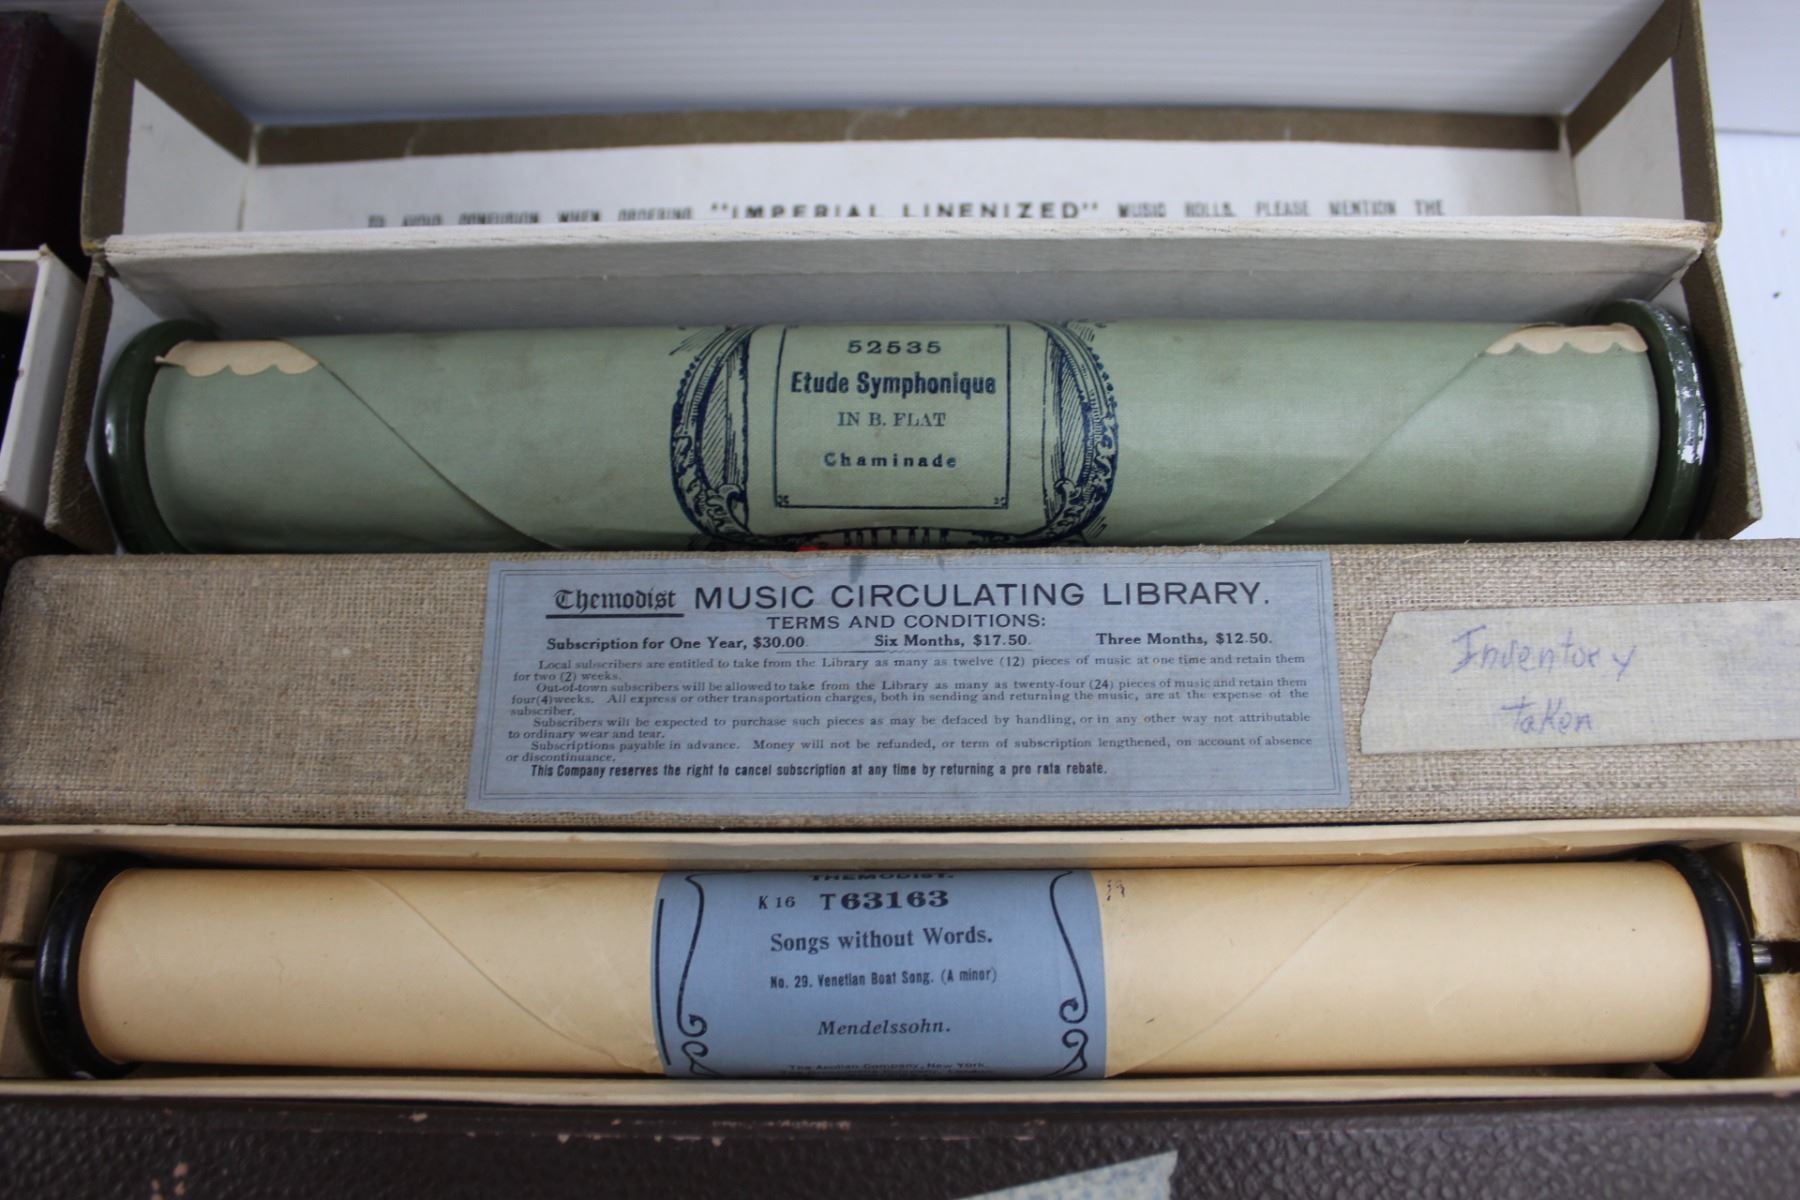 TO AVOID CONFUSION WHEN ORDERING "IMPERIAL LINENIZED" MUSIC ROLLS, PLEASE MENTION THE
52535
Etude Symphonique
IN B. FLAT
Chaminade
Themodist MUSIC CIRCULATING LIBRARY.
TERMS AND CONDITIONS:
Subscription for One Year, $30.00. Six Months, $17.50. Three Months, $12.50.
Local subscribers are entitled to take from the Library as many as twelve (12) pieces of music at one time and retain them
for two (2) weeks.
Out-of-town subscribers will be allowed to take from the Library as many as twenty-four (24) pieces of music and retain them
four(4)weeks. All express or other transportation charges, both in sending and returning the music, are at the expense of the
subscriber.
Subscribers will be expected to purchase such pieces as may be defaced by handling, or in any other way not attributable
to ordinary wear and tear.
Subscriptions payable in advance. Money will not be refunded, or term of subscription lengthened, on account of absence
or discontinuance.
This Company reserves the right to cancel subscription at any time by returning a pro rata rebate.
Inventory
taken
THEMODIST.
K 16 T63163
Songs without Words.
No. 29. Venetian Boat Song. (A minor)
Mendelssohn.
The Aeolian Company, New York.